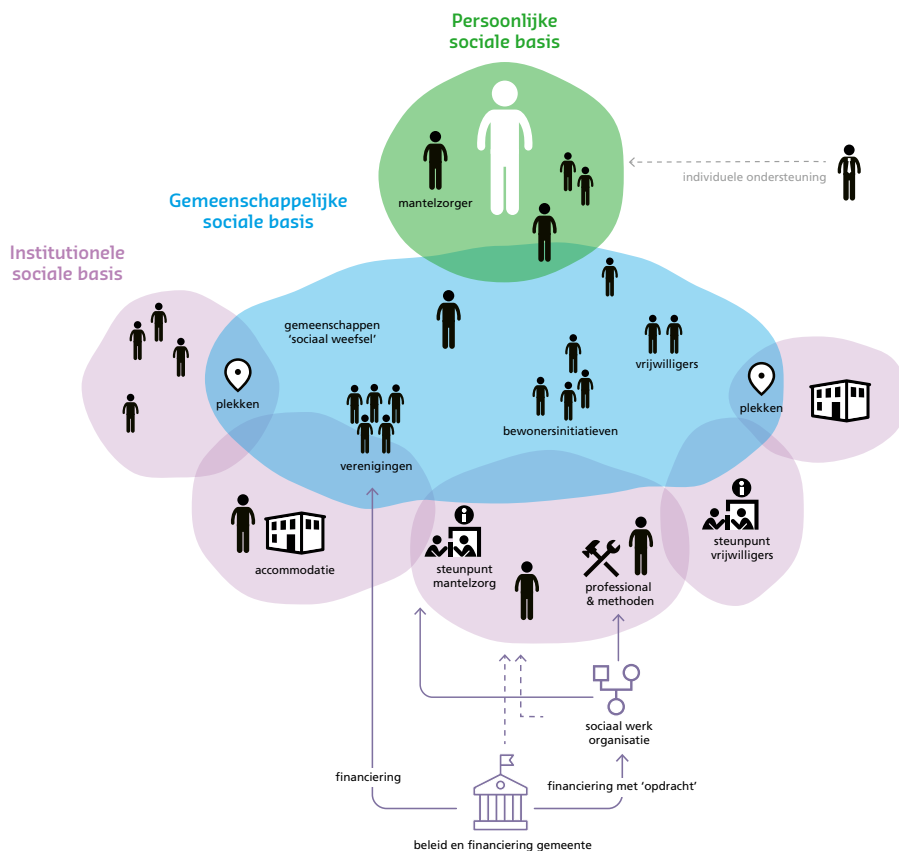 Persoonlijke
sociale basis
mantelzorger
individuele ondersteuning
Gemeenschappelijke
sociale basis
Institutionele
sociale basis
gemeenschappen
‘sociaal weefsel’
vrijwilligers
plekken
plekken
bewonersinitiatieven
verenigingen
accommodatie
steunpunt
mantelzorg
professional
& methoden
steunpunt
vrijwilligers
sociaal werk
organisatie
financiering
financiering met ‘opdracht’
beleid en financiering gemeente